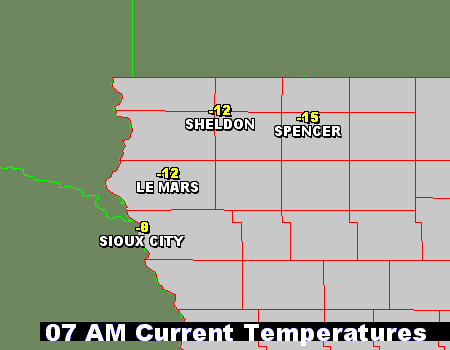 -12
SHELDON
-15
SPENCER
-12
LE MARS
-8
SIOUX CITY
07 AM Current Temperatures